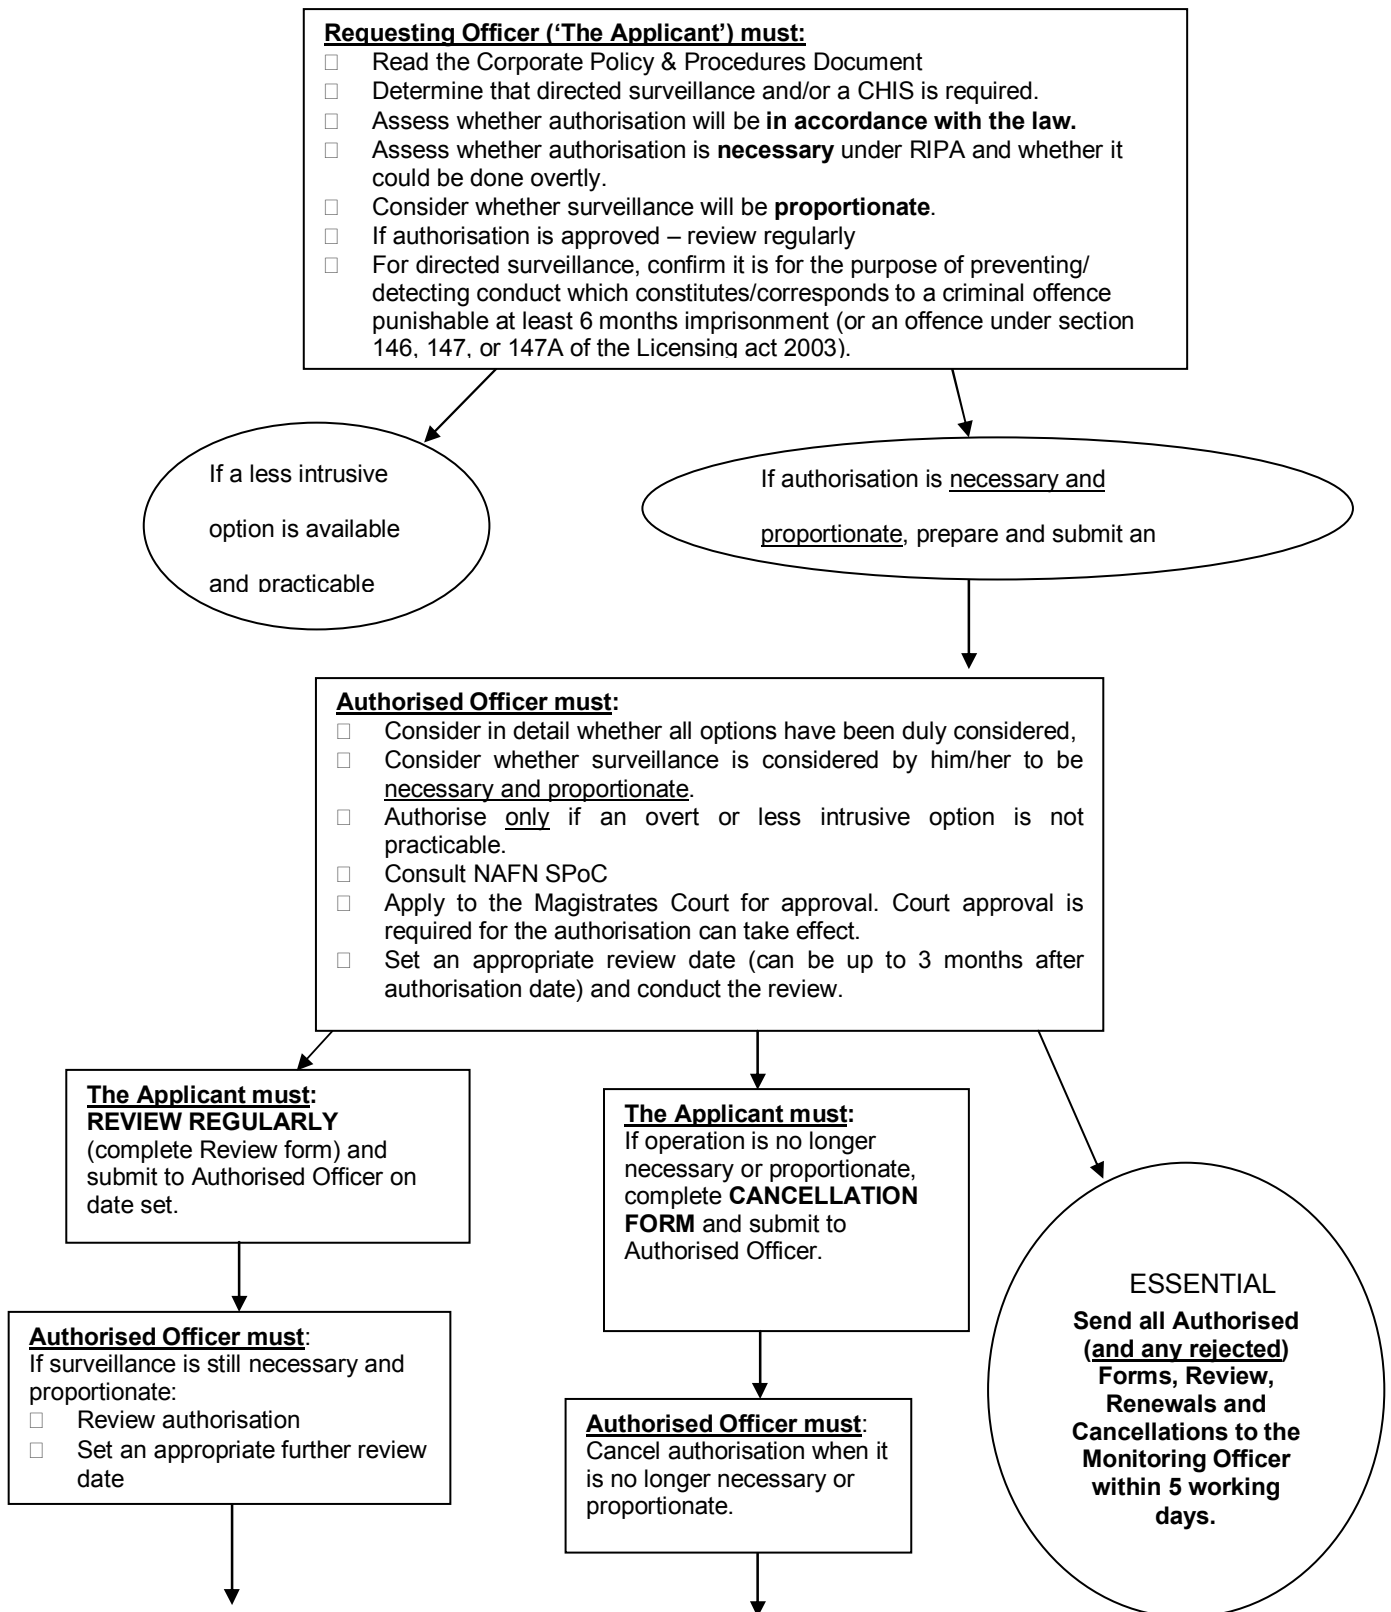 Requesting Officer (‘The Applicant’) must:
Read the Corporate Policy & Procedures Document
Determine that directed surveillance and/or a CHIS is required.
Assess whether authorisation will be in accordance with the law.
Assess whether authorisation is necessary under RIPA and whether it
could be done overtly.
Consider whether surveillance will be proportionate.
If authorisation is approved – review regularly
For directed surveillance, confirm it is for the purpose of preventing/
detecting conduct which constitutes/corresponds to a criminal offence
punishable at least 6 months imprisonment (or an offence under section
146, 147, or 147A of the Licensing act 2003).
If a less intrusive
option is available
and practicable
If authorisation is necessary and
proportionate, prepare and submit an
Authorised Officer must:
Consider in detail whether all options have been duly considered,
Consider whether surveillance is considered by him/her to be
necessary and proportionate.
Authorise only if an overt or less intrusive option is not
practicable.
Consult NAFN SPoC
Apply to the Magistrates Court for approval. Court approval is
required for the authorisation can take effect.
Set an appropriate review date (can be up to 3 months after
authorisation date) and conduct the review.
The Applicant must:
REVIEW REGULARLY
(complete Review form) and
submit to Authorised Officer on
date set.
The Applicant must:
If operation is no longer
necessary or proportionate,
complete CANCELLATION
FORM and submit to
Authorised Officer.
ESSENTIAL
Send all Authorised
(and any rejected)
Forms, Review,
Renewals and
Cancellations to the
Monitoring Officer
within 5 working
days.
Authorised Officer must:
If surveillance is still necessary and
proportionate:
Review authorisation
Set an appropriate further review
date
Authorised Officer must:
Cancel authorisation when it
is no longer necessary or
proportionate.